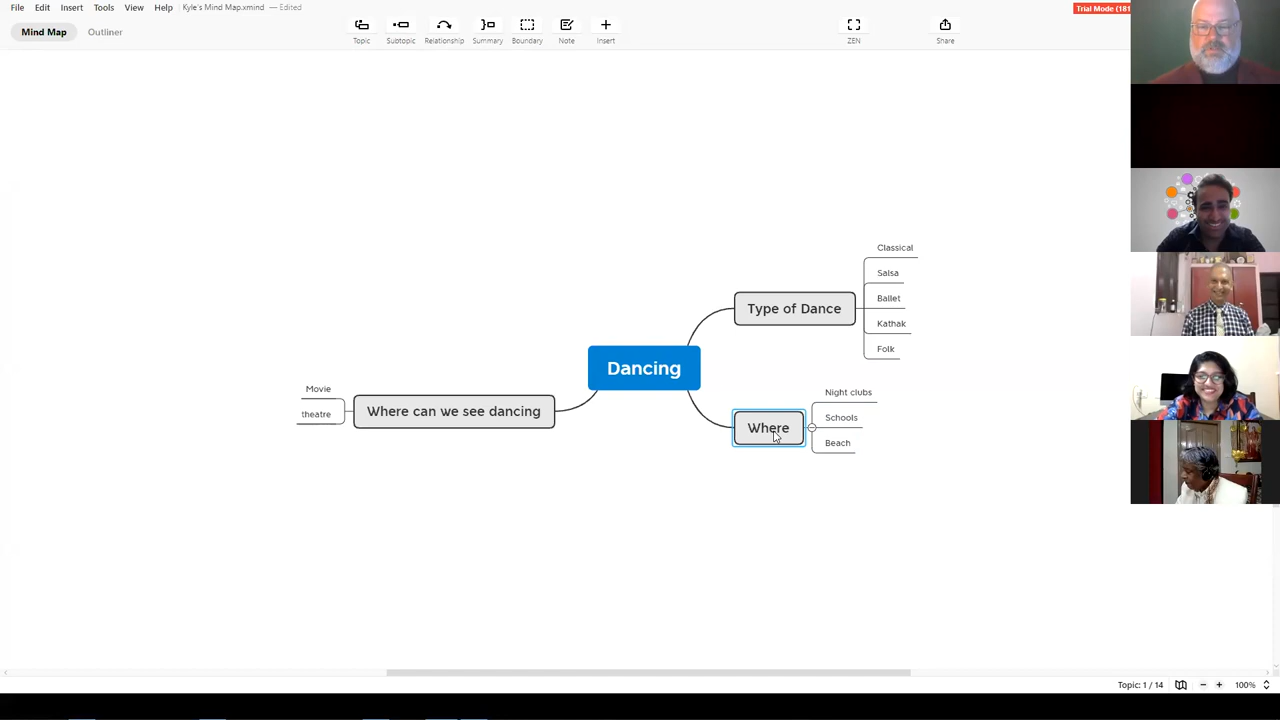 File Edit Insert Tools View Help Kyle's Mind Map.xmind — Edited
Trial Mode (181
Mind Map Outliner
Topic Subtopic Relationship Summary Boundary Note Insert ZEN Share
Dancing
Type of Dance
Classical
Salsa
Ballet
Kathak
Folk
Where
Night clubs
Schools
Beach
Where can we see dancing
Movie
theatre
Topic: 1 / 14 100%